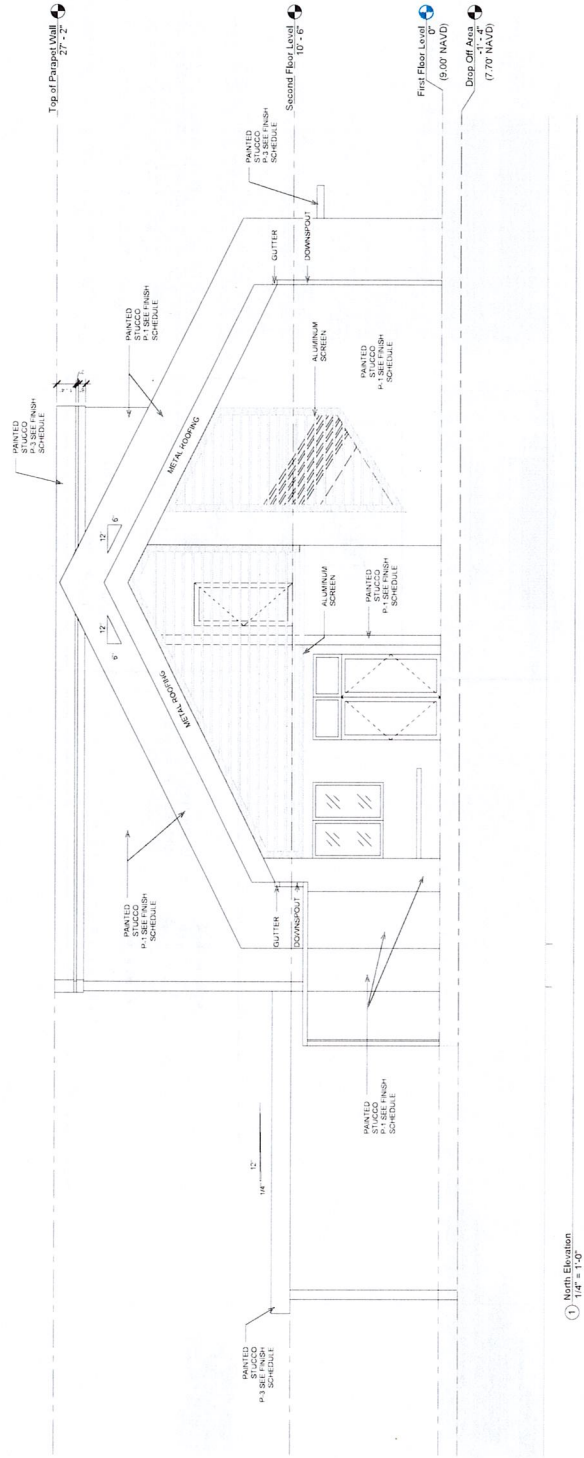 Top of Parapet Wall
27' - 2"
Second Floor Level
10' - 6"
First Floor Level
0"
(9.00' NAVD)
Drop Off Area
-1' - 4"
(7.70' NAVD)
PAINTED
STUCCO
P-3 SEE FINISH
SCHEDULE
PAINTED
STUCCO
P-1 SEE FINISH
SCHEDULE
PAINTED
STUCCO
P-3 SEE FINISH
SCHEDULE
GUTTER
DOWNSPOUT
METAL ROOFING
ALUMINUM
SCREEN
PAINTED
STUCCO
P-1 SEE FINISH
SCHEDULE
12"
6"
12"
6"
METAL ROOFING
ALUMINUM
SCREEN
PAINTED
STUCCO
P-1 SEE FINISH
SCHEDULE
PAINTED
STUCCO
P-1 SEE FINISH
SCHEDULE
GUTTER
DOWNSPOUT
PAINTED
STUCCO
P-1 SEE FINISH
SCHEDULE
12"
1/4"
PAINTED
STUCCO
P-3 SEE FINISH
SCHEDULE
1 North Elevation
1/4" = 1'-0"